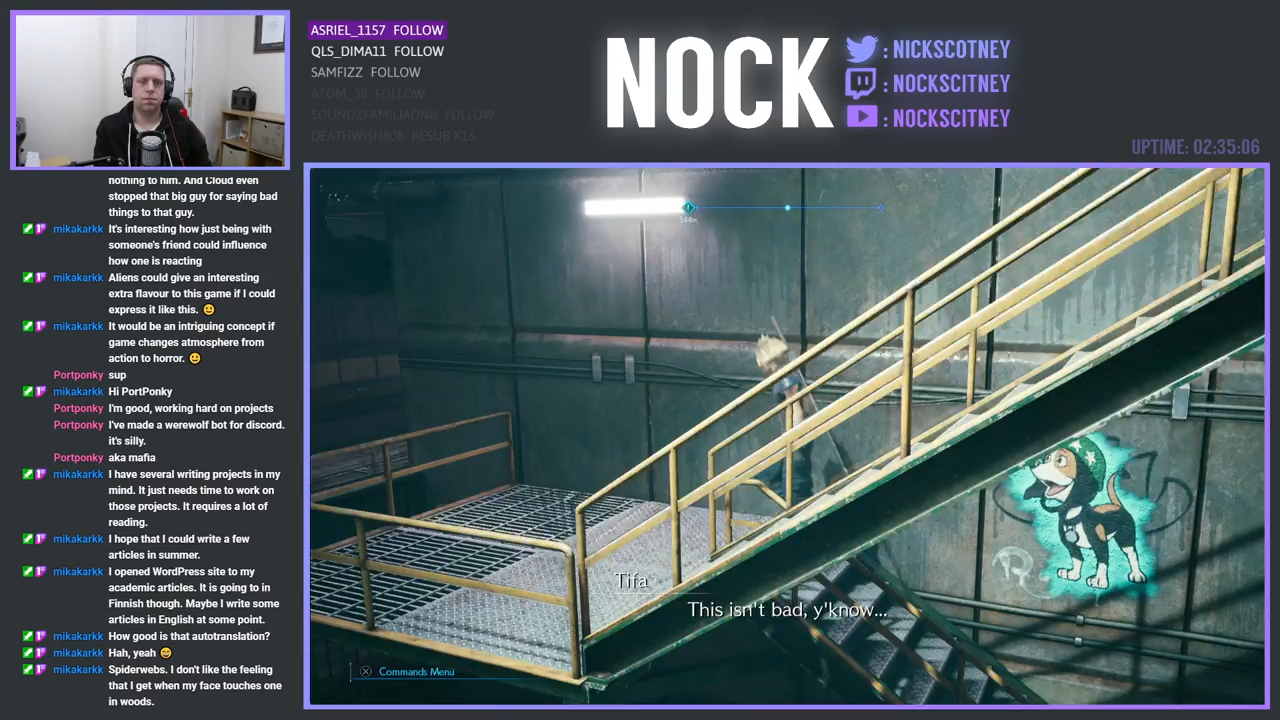 ASRIEL_1157 FOLLOW
QLS_DIMA11 FOLLOW
SAMFIZZ FOLLOW
ATOM_38 FOLLOW
SOUNDZFAMILIADNB FOLLOW
DEATHWISH808 RESUB X16
NOCK
: NICKSCOTNEY
: NOCKSCITNEY
: NOCKSCITNEY
UPTIME: 02:35:06
nothing to him. And Cloud even
stopped that big guy for saying bad
things to that guy.
mikakarkk It's interesting how just being with
someone's friend could influence
how one is reacting
mikakarkk Aliens could give an interesting
extra flavour to this game if I could
express it like this. 🙂
mikakarkk It would be an intriguing concept if
game changes atmosphere from
action to horror. 🙂
Portponky sup
mikakarkk Hi PortPonky
Portponky I'm good, working hard on projects
Portponky I've made a werewolf bot for discord.
it's silly.
Portponky aka mafia
mikakarkk I have several writing projects in my
mind. It just needs time to work on
those projects. It requires a lot of
reading.
mikakarkk I hope that I could write a few
articles in summer.
mikakarkk I opened WordPress site to my
academic articles. It is going to in
Finnish though. Maybe I write some
articles in English at some point.
mikakarkk How good is that autotranslation?
mikakarkk Hah, yeah 😄
mikakarkk Spiderwebs. I don't like the feeling
that I get when my face touches one
in woods.
544m
Tifa
This isn't bad, y'know...
Commands Menu